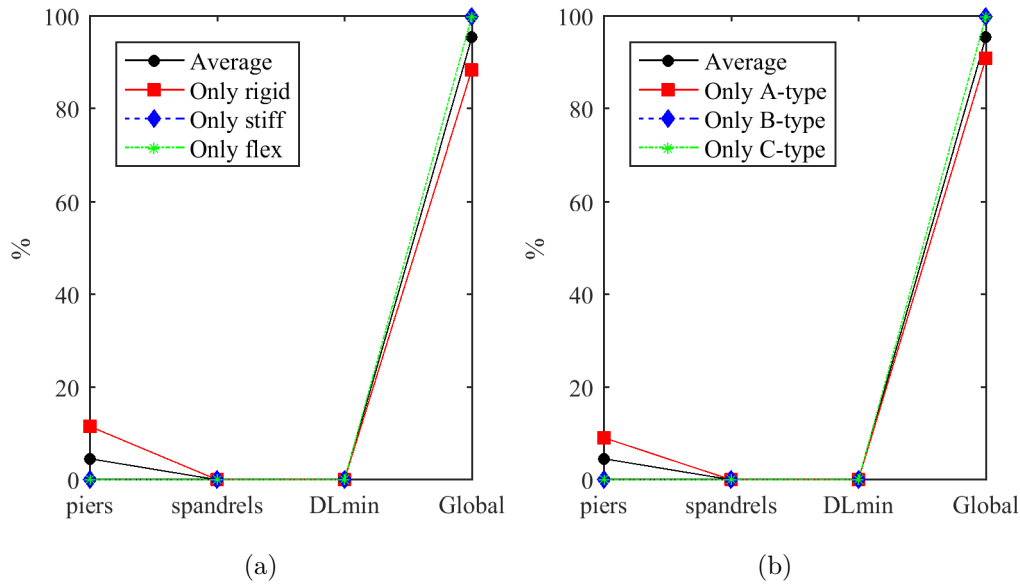 100
80
60
40
20
0
%
Average
Only rigid
Only stiff
Only flex
piers spandrels DLmin Global
(a)
100
80
60
40
20
0
%
Average
Only A-type
Only B-type
Only C-type
piers spandrels DLmin Global
(b)